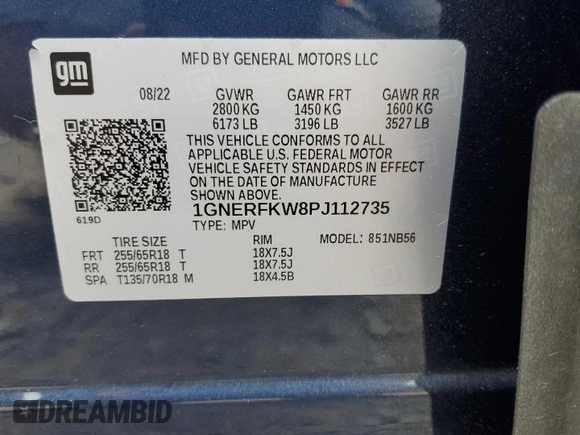 gm
MFD BY GENERAL MOTORS LLC
08/22 GVWR GAWR FRT GAWR RR
2800 KG 1450 KG 1600 KG
6173 LB 3196 LB 3527 LB
THIS VEHICLE CONFORMS TO ALL
APPLICABLE U.S. FEDERAL MOTOR
VEHICLE SAFETY STANDARDS IN EFFECT
ON THE DATE OF MANUFACTURE
SHOWN ABOVE.
1GNERFKW8PJ112735
619D
TYPE: MPV MODEL: 851NB56
TIRE SIZE RIM
FRT 255/65R18 T 18X7.5J
RR 255/65R18 T 18X7.5J
SPA T135/70R18 M 18X4.5B
DREAMBID